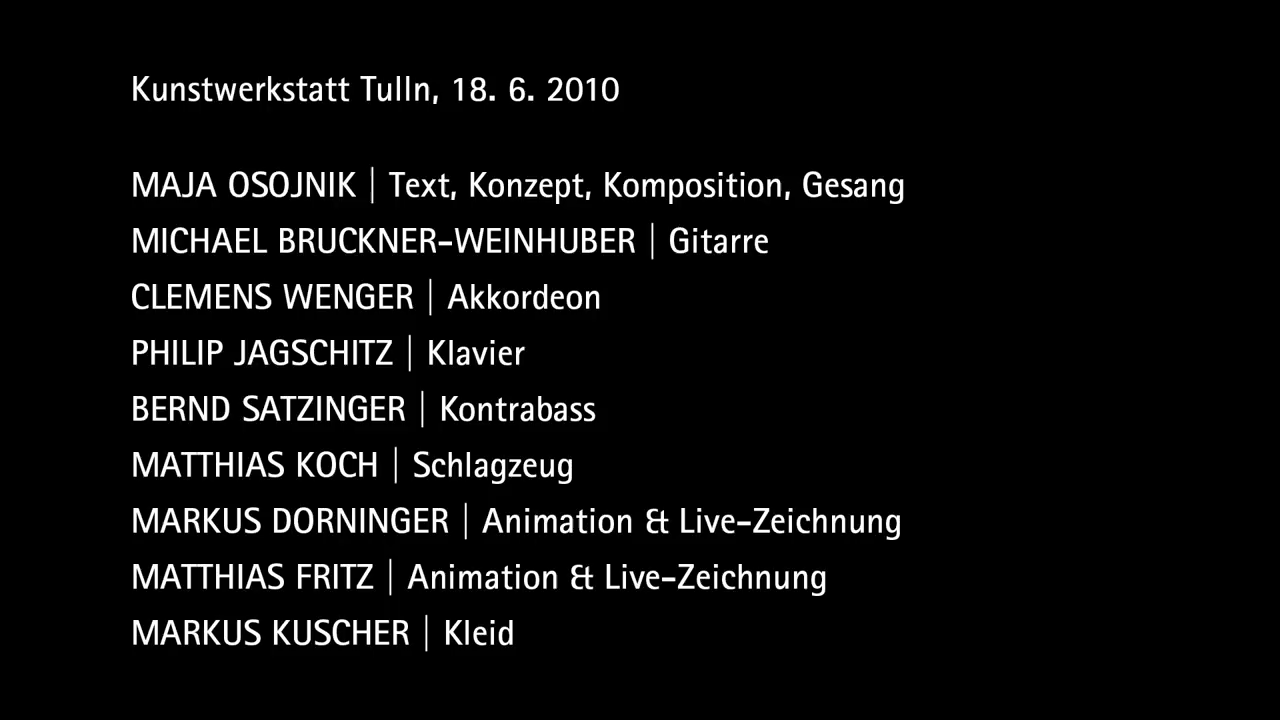 Kunstwerkstatt Tulln, 18. 6. 2010
MAJA OSOJNIK | Text, Konzept, Komposition, Gesang
MICHAEL BRUCKNER-WEINHUBER | Gitarre
CLEMENS WENGER | Akkordeon
PHILIP JAGSCHITZ | Klavier
BERND SATZINGER | Kontrabass
MATTHIAS KOCH | Schlagzeug
MARKUS DORNINGER | Animation & Live-Zeichnung
MATTHIAS FRITZ | Animation & Live-Zeichnung
MARKUS KUSCHER | Kleid